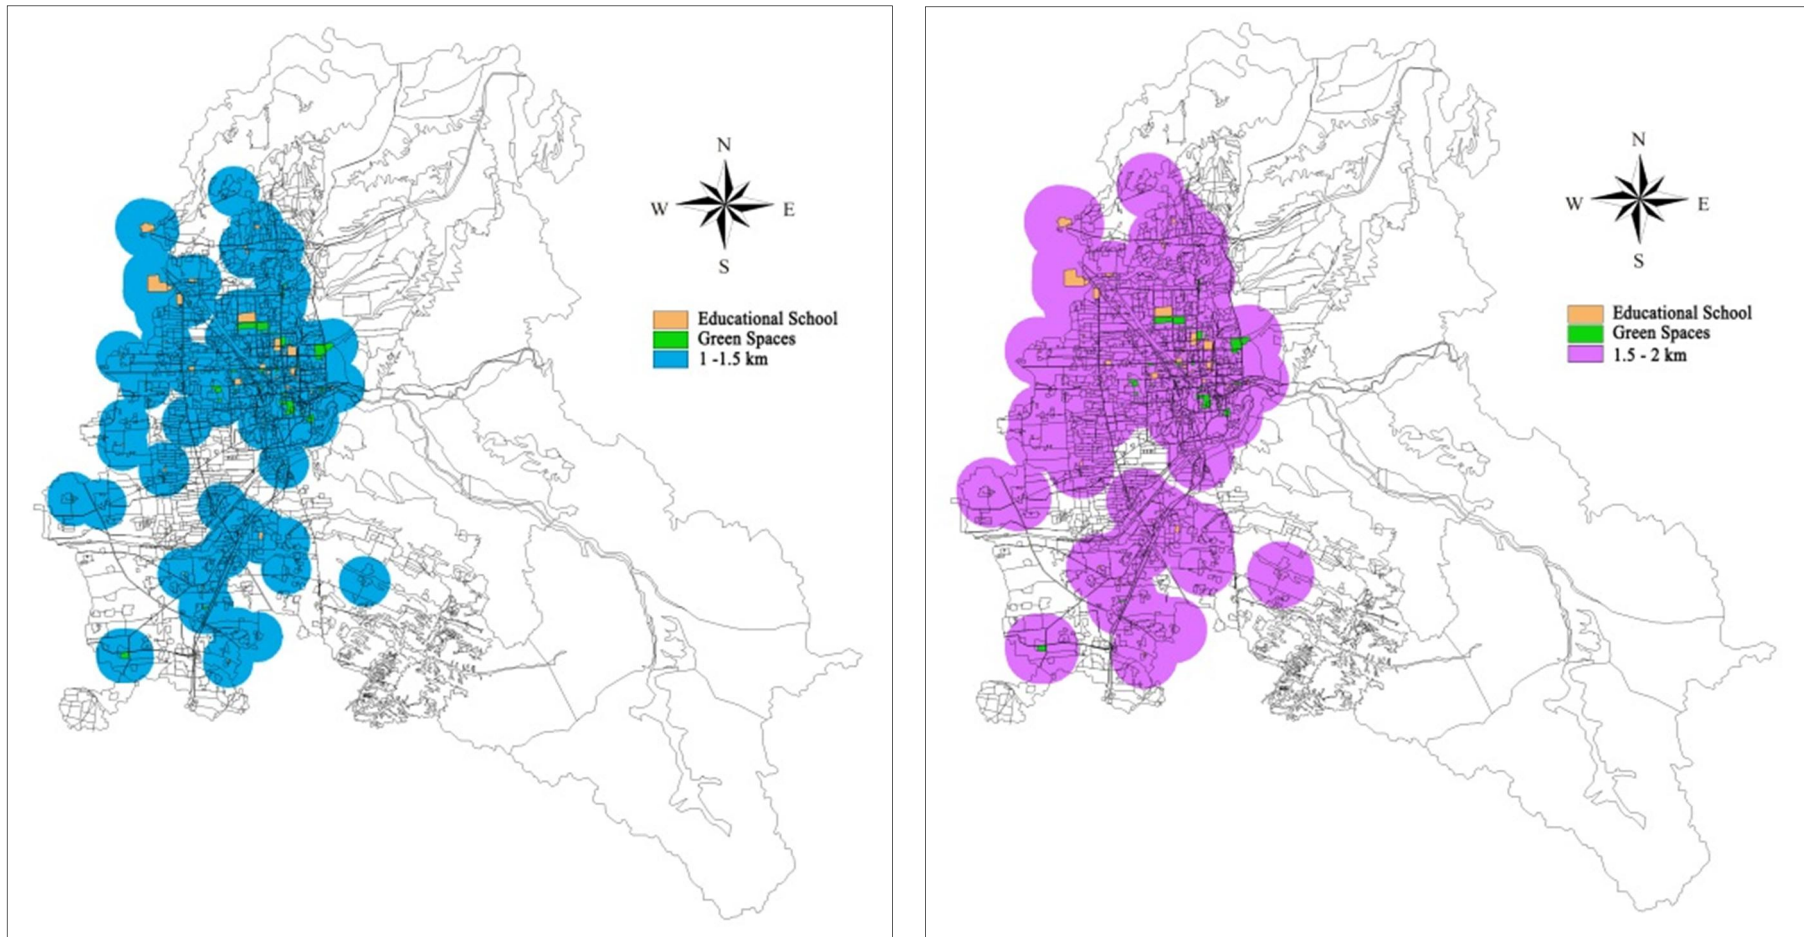 N
W E
S
Educational School
Green Spaces
1 -1.5 km
N
W E
S
Educational School
Green Spaces
1.5 - 2 km